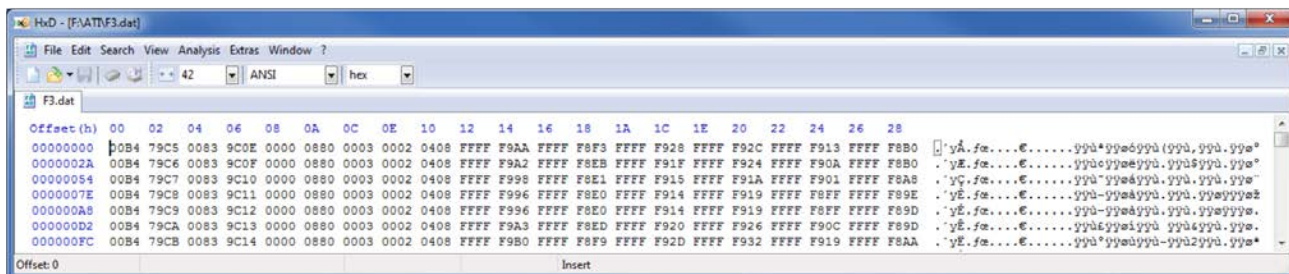 HxD - [F:\ATI\F3.dat]
File Edit Search View Analysis Extras Window ?
42 ANSI hex
F3.dat
Offset(h) 00 02 04 06 08 0A 0C 0E 10 12 14 16 18 1A 1C 1E 20 22 24 26 28
00000000 00B4 79C5 0083 9C0E 0000 0880 0003 0002 0408 FFFF F9AA FFFF F8F3 FFFF F928 FFFF F92C FFFF F913 FFFF F8B0
0000002A 00B4 79C6 0083 9C0F 0000 0880 0003 0002 0408 FFFF F9A2 FFFF F8EB FFFF F91F FFFF F924 FFFF F90A FFFF F8B0
00000054 00B4 79C7 0083 9C10 0000 0880 0003 0002 0408 FFFF F998 FFFF F8E1 FFFF F915 FFFF F91A FFFF F901 FFFF F8A8
0000007E 00B4 79C8 0083 9C11 0000 0880 0003 0002 0408 FFFF F996 FFFF F8E0 FFFF F914 FFFF F919 FFFF F8FF FFFF F89E
000000A8 00B4 79C9 0083 9C12 0000 0880 0003 0002 0408 FFFF F996 FFFF F8E0 FFFF F914 FFFF F919 FFFF F8FF FFFF F89D
000000D2 00B4 79CA 0083 9C13 0000 0880 0003 0002 0408 FFFF F9A3 FFFF F8ED FFFF F920 FFFF F926 FFFF F90C FFFF F89D
000000FC 00B4 79CB 0083 9C14 0000 0880 0003 0002 0408 FFFF F9B0 FFFF F8F9 FFFF F92D FFFF F932 FFFF F919 FFFF F8AA
Offset: 0 Insert